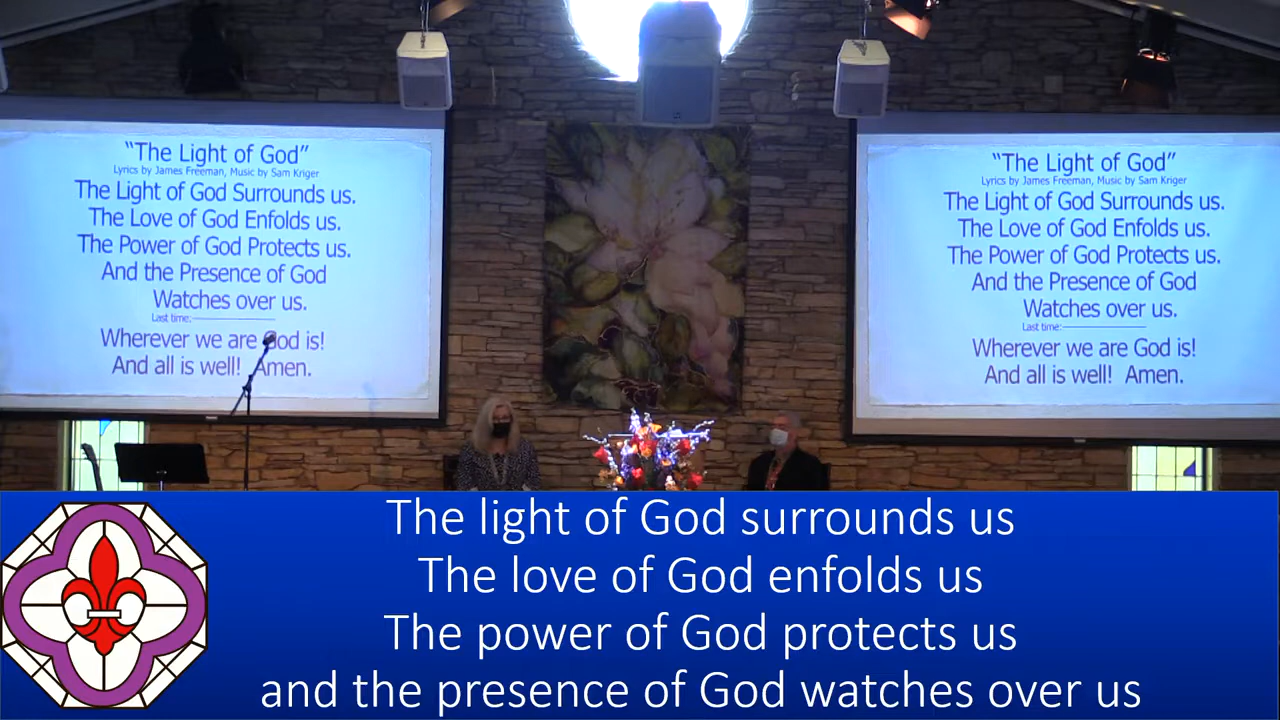 “The Light of God”
Lyrics by James Freeman, Music by Sam Kriger
The Light of God Surrounds us.
The Love of God Enfolds us.
The Power of God Protects us.
And the Presence of God
Watches over us.
Last time:
Wherever we are God is!
And all is well! Amen.
“The Light of God”
Lyrics by James Freeman, Music by Sam Kriger
The Light of God Surrounds us.
The Love of God Enfolds us.
The Power of God Protects us.
And the Presence of God
Watches over us.
Last time:
Wherever we are God is!
And all is well! Amen.
The light of God surrounds us
The love of God enfolds us
The power of God protects us
and the presence of God watches over us